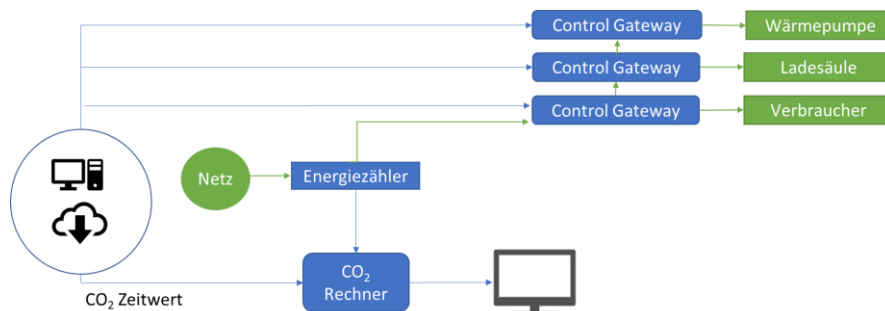 Control Gateway
Wärmepumpe
Control Gateway
Ladesäule
Control Gateway
Verbraucher
Netz
Energiezähler
CO₂
Rechner
CO₂ Zeitwert